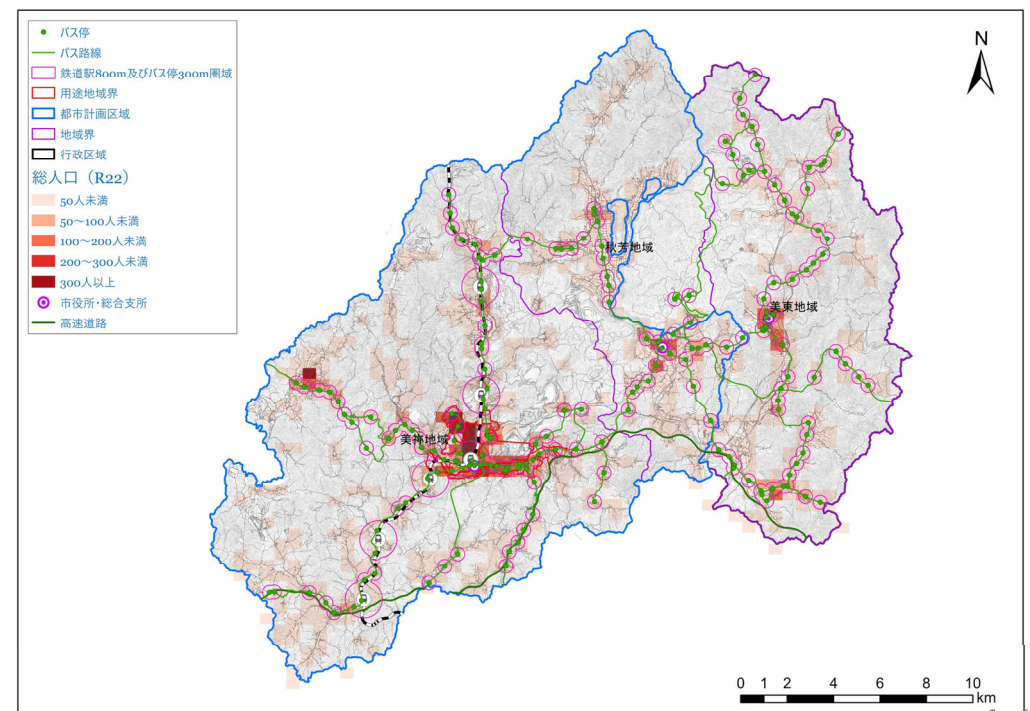 バス停
バス路線
鉄道駅800m及びバス停300m圏域
用途地域界
都市計画区域
地域界
行政区域
総人口（R22）
50人未満
50～100人未満
100～200人未満
200～300人未満
300人以上
市役所・総合支所
高速道路
N
秋芳地域
美東地域
美祢地域
0 1 2 4 6 8 10
km